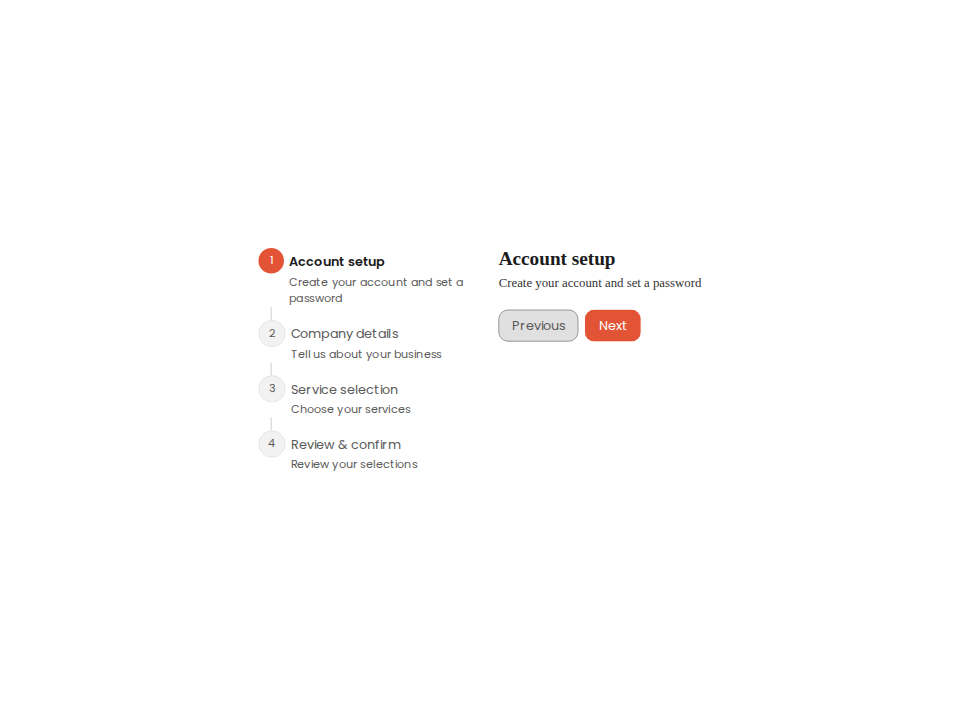 1
Account setup
Create your account and set a
password
2
Company details
Tell us about your business
3
Service selection
Choose your services
4
Review & confirm
Review your selections
Account setup
Create your account and set a password
Previous
Next